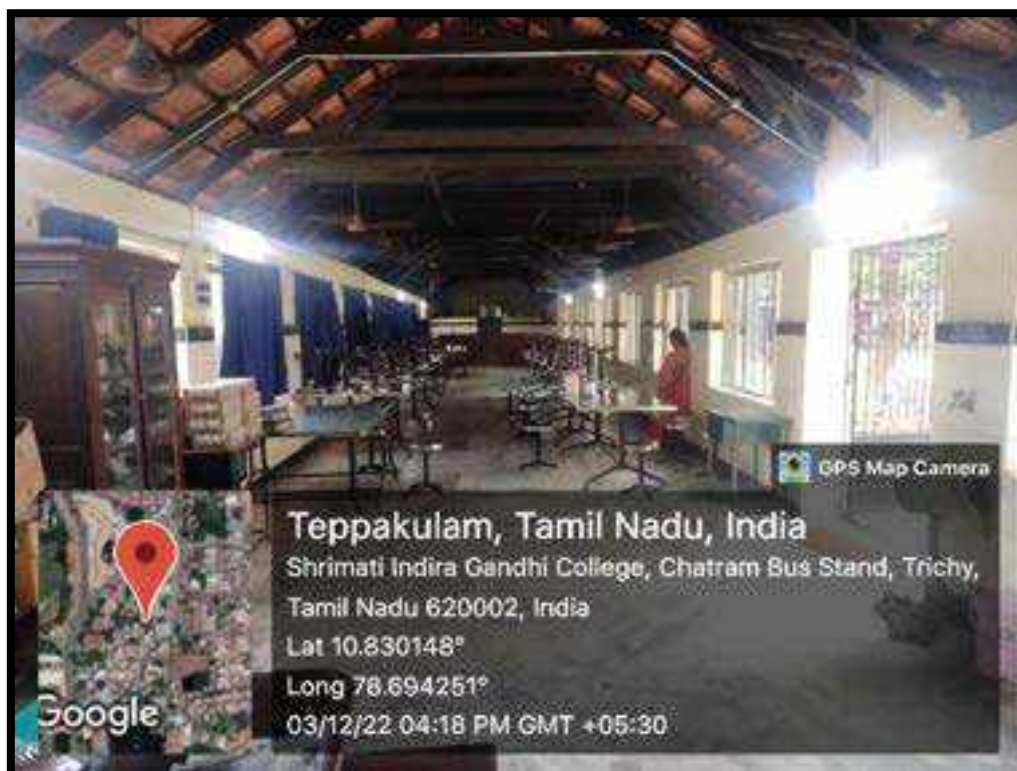 GPS Map Camera
Teppakulam, Tamil Nadu, India
Shrimati Indira Gandhi College, Chatram Bus Stand, Trichy,
Tamil Nadu 620002, India
Lat 10.830148°
Long 78.694251°
03/12/22 04:18 PM GMT +05:30
Google